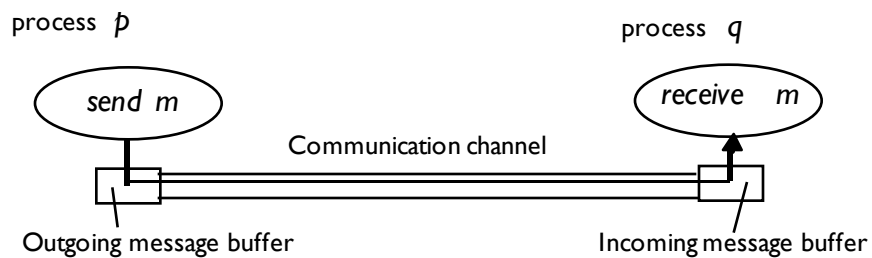 process p
process q
send m
receive m
Communication channel
Outgoing message buffer
Incoming message buffer